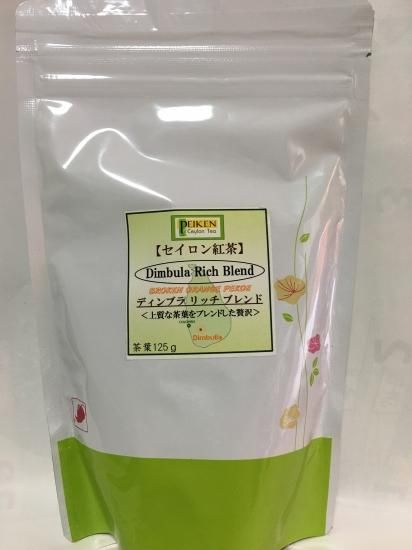 PEIKEN
Ceylon Tea
【セイロン紅茶】
Dimbula Rich Blend
BROKEN ORANGE PEKOE
ディンブラ リッチ ブレンド
＜上質な茶葉をブレンドした贅沢＞
Dimbulla
茶葉125g